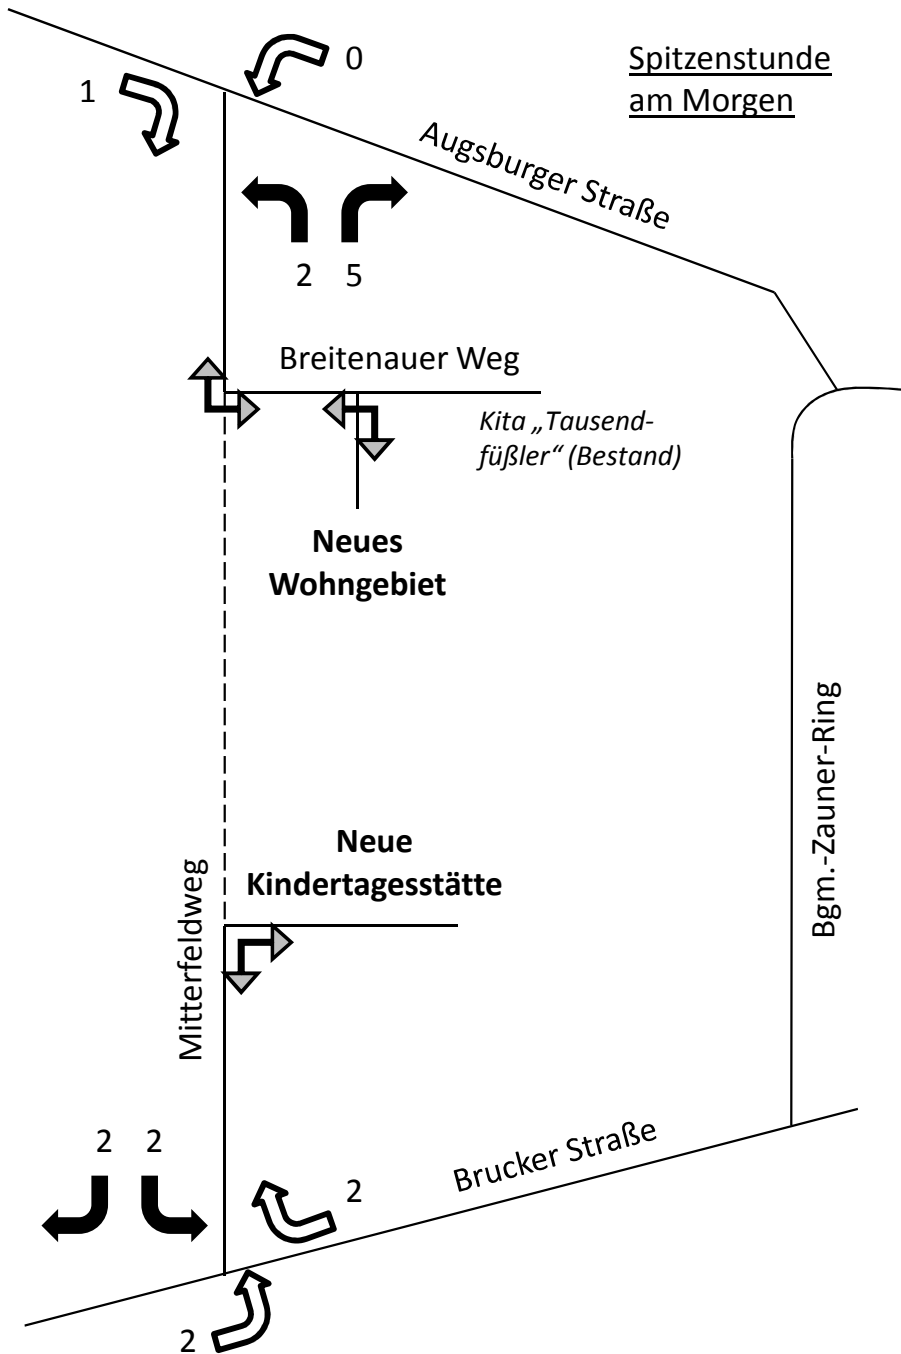 Spitzenstunde
am Morgen
0
1
Augsburger Straße
2 5
Breitenauer Weg
Kita „Tausend-
füßler“ (Bestand)
Neues
Wohngebiet
Bgm.-Zauner-Ring
Neue
Kindertagesstätte
Mitterfeldweg
2 2
Brucker Straße
2
2